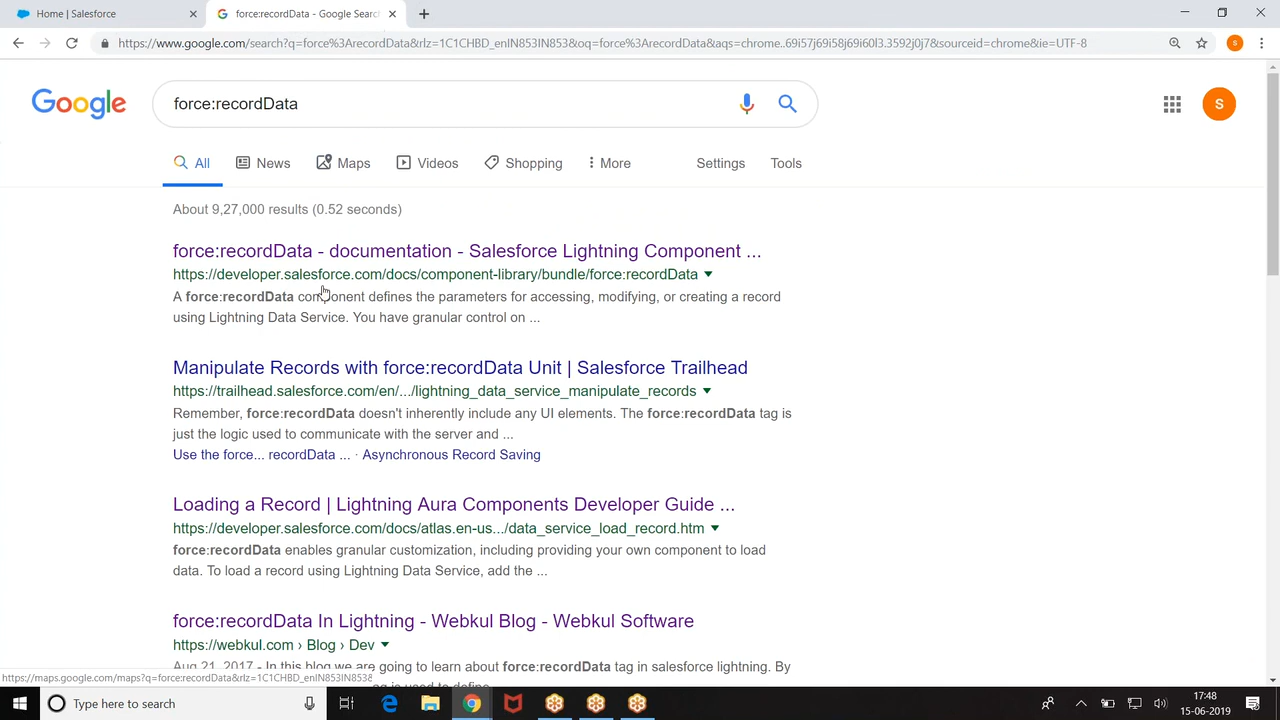 Home | Salesforce
force:recordData - Google Searc
https://www.google.com/search?q=force%3ArecordData&rlz=1C1CHBD_enIN853IN853&oq=force%3ArecordData&aqs=chrome..69i57j69i58j69i60l3.3592j0j7&sourceid=chrome&ie=UTF-8
S
Google
force:recordData
S
All
News
Maps
Videos
Shopping
More
Settings
Tools
About 9,27,000 results (0.52 seconds)
force:recordData - documentation - Salesforce Lightning Component ...
https://developer.salesforce.com/docs/component-library/bundle/force:recordData
A force:recordData component defines the parameters for accessing, modifying, or creating a record
using Lightning Data Service. You have granular control on ...
Manipulate Records with force:recordData Unit | Salesforce Trailhead
https://trailhead.salesforce.com/en/.../lightning_data_service_manipulate_records
Remember, force:recordData doesn't inherently include any UI elements. The force:recordData tag is
just the logic used to communicate with the server and ...
Use the force... recordData ... · Asynchronous Record Saving
Loading a Record | Lightning Aura Components Developer Guide ...
https://developer.salesforce.com/docs/atlas.en-us.../data_service_load_record.htm
force:recordData enables granular customization, including providing your own component to load
data. To load a record using Lightning Data Service, add the ...
force:recordData In Lightning - Webkul Blog - Webkul Software
https://webkul.com › Blog › Dev
Aug 21, 2017 - In this blog we are going to learn about force:recordData tag in salesforce lightning. By
https://maps.google.com/maps?q=force:recordData&rlz=1C1CHBD_enIN853IN8538
Type here to search
17:48
15-06-2019